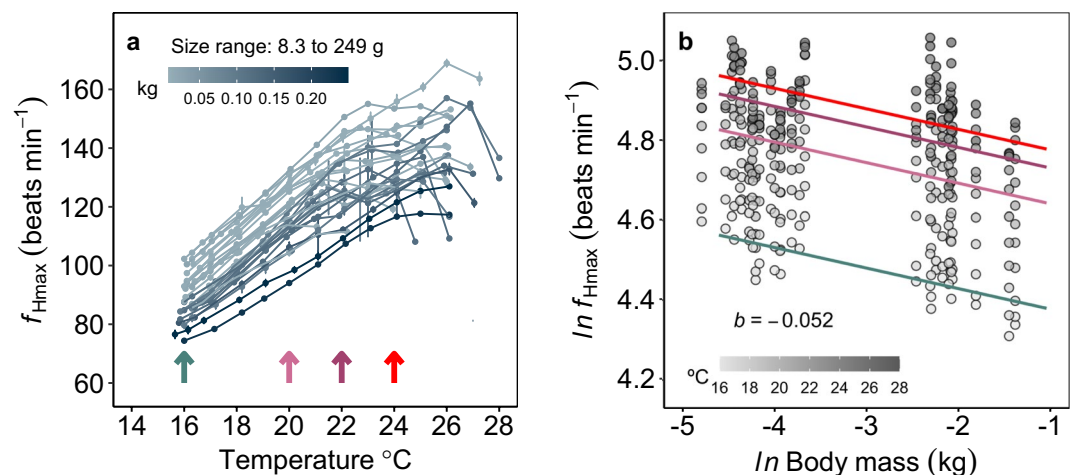 a
Size range: 8.3 to 249 g
kg
0.05 0.10 0.15 0.20
fHmax (beats min−1)
160
140
120
100
80
60
14 16 18 20 22 24 26 28
Temperature °C
b
ln fHmax (beats min−1)
5.0
4.8
4.6
4.4
4.2
b = −0.052
ºC
16 18 20 22 24 26 28
-5 -4 -3 -2 -1
ln Body mass (kg)